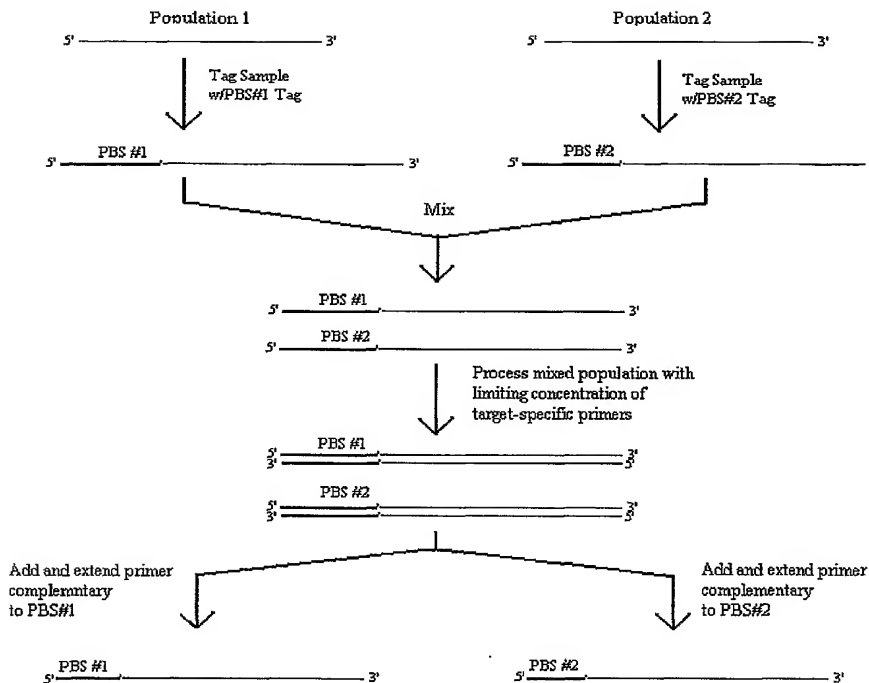 Population 1
Population 2
5' 3'
5' 3'
Tag Sample
w/PBS#1 Tag
Tag Sample
w/PBS#2 Tag
5' PBS #1 3'
5' PBS #2
Mix
5' PBS #1 3'
5' PBS #2 3'
Process mixed population with
limiting concentration of
target-specific primers
PBS #1
5' 3'
3' 5'
PBS #2
5' 3'
3' 5'
Add and extend primer
complemntary
to PBS#1
Add and extend primer
complementary
to PBS#2
5' PBS #1 3'
5' PBS #2 3'